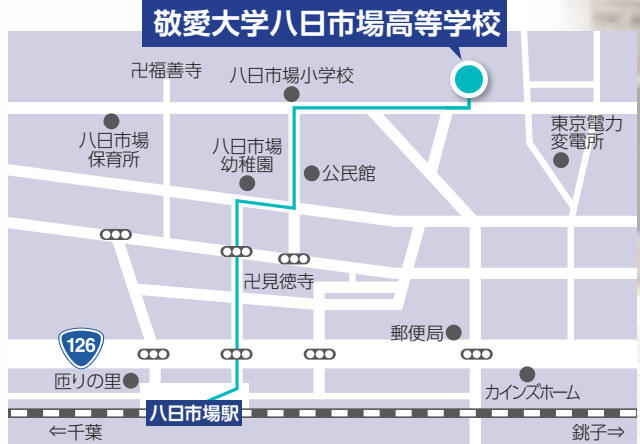 敬愛大学八日市場高等学校
卍福善寺
八日市場小学校
八日市場
保育所
八日市場
幼稚園
公民館
東京電力
変電所
卍見徳寺
126
郵便局
匝りの里
カインズホーム
八日市場駅
⇐千葉
銚子⇒